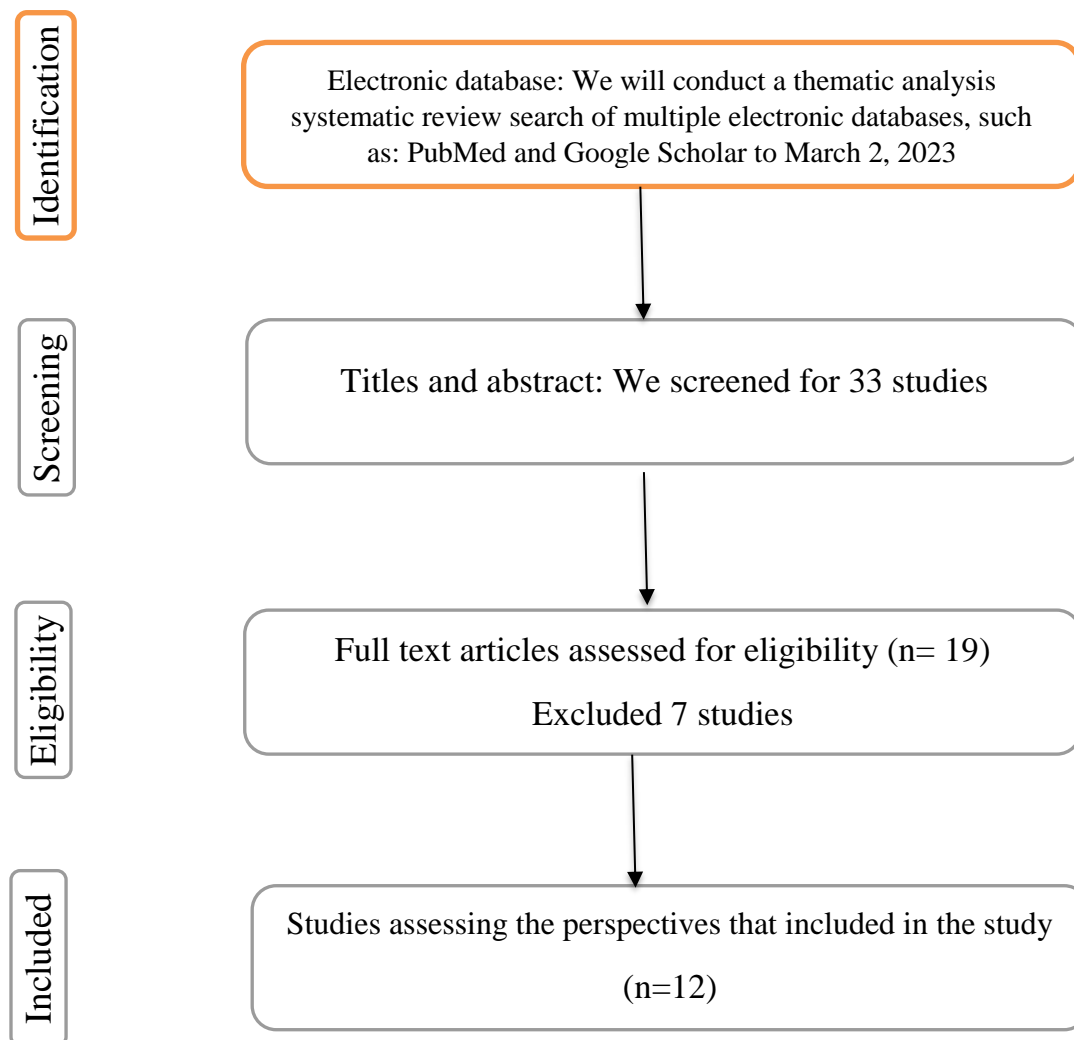 Identification
Electronic database: We will conduct a thematic analysis
systematic review search of multiple electronic databases, such
as: PubMed and Google Scholar to March 2, 2023
Screening
Titles and abstract: We screened for 33 studies
Eligibility
Full text articles assessed for eligibility (n= 19)
Excluded 7 studies
Included
Studies assessing the perspectives that included in the study
(n=12)